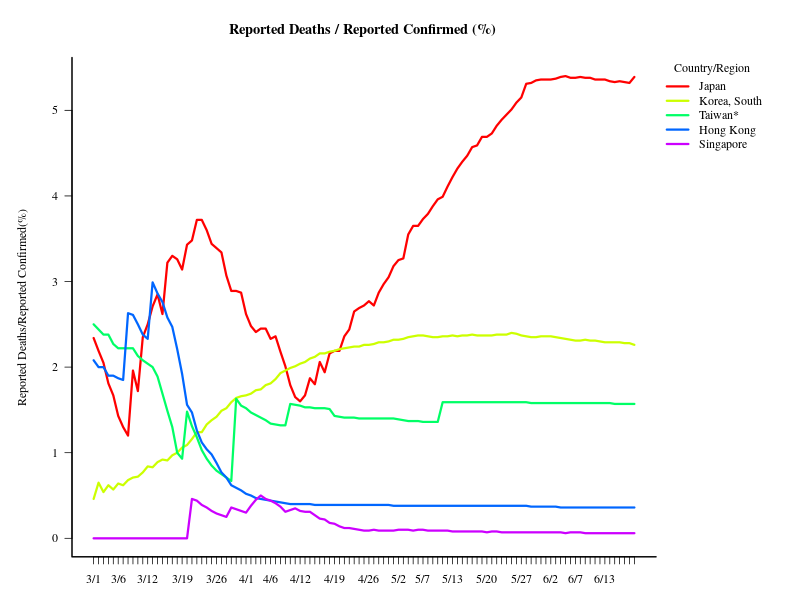 Reported Deaths / Reported Confirmed (%)
Country/Region
Japan
Korea, South
Taiwan*
Hong Kong
Singapore
Reported Deaths/Reported Confirmed(%)
5
4
3
2
1
0
3/1 3/6 3/12 3/19 3/26 4/1 4/6 4/12 4/19 4/26 5/2 5/7 5/13 5/20 5/27 6/2 6/7 6/13